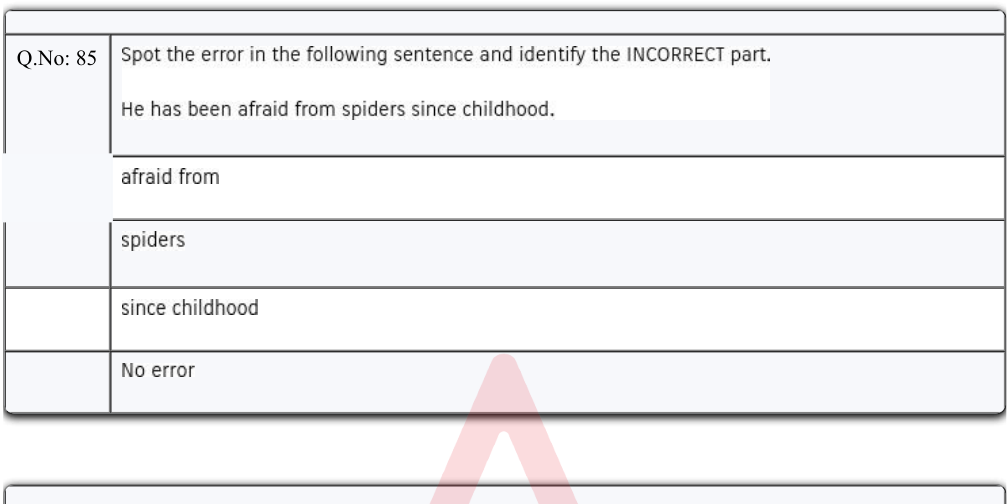 Q.No: 85
Spot the error in the following sentence and identify the INCORRECT part.
He has been afraid from spiders since childhood.
afraid from
spiders
since childhood
No error